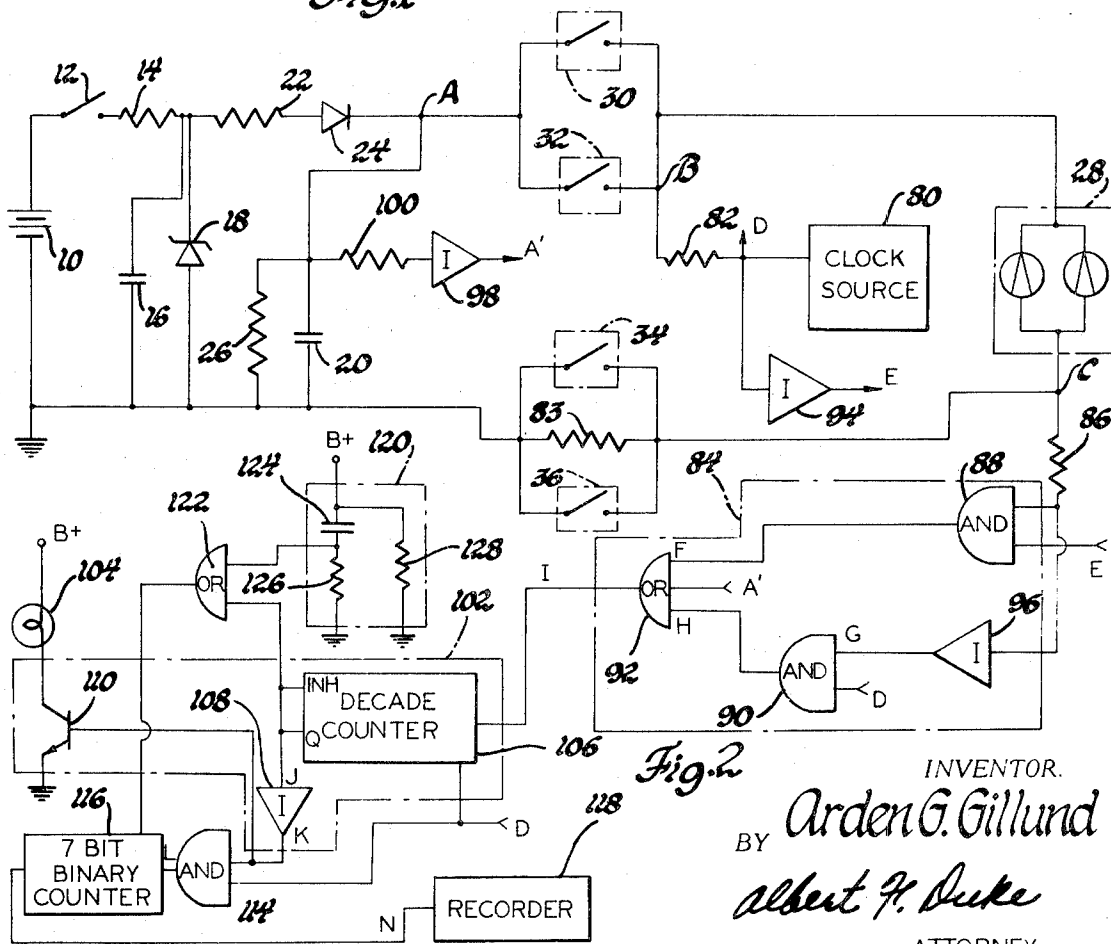 Fig.1
12
14
22
A
30
32
B
24
28
10
18
16
100
I
A'
98
82
D
80
CLOCK
SOURCE
26
20
34
I
E
94
C
83
86
36
84
88
AND
E
B+
120
124
122
OR
126
128
B+
104
102
I
F
OR
A'
H
92
G
I
96
AND
D
90
110
108
INH
Q
DECADE
COUNTER
106
J
I
K
Fig.2
116
7 BIT
BINARY
COUNTER
L
AND
114
D
118
N
RECORDER
INVENTOR.
Arden G. Gillund
BY
Albert F. Duke
ATTORNEY